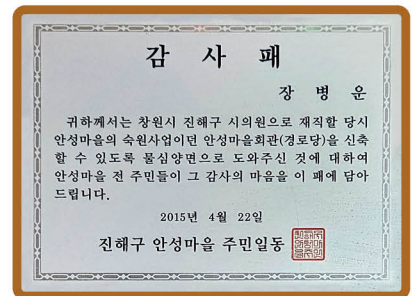 감 사 패
장 병 운
귀하께서는 창원시 진해구 시의원으로 재직할 당시
안성마을의 숙원사업이던 안성마을회관(경로당)을 신축
할 수 있도록 물심양면으로 도와주신 것에 대하여
안성마을 전 주민들이 그 감사의 마음을 이 패에 담아
드립니다.
2015년 4월 22일
진해구 안성마을 주민일동